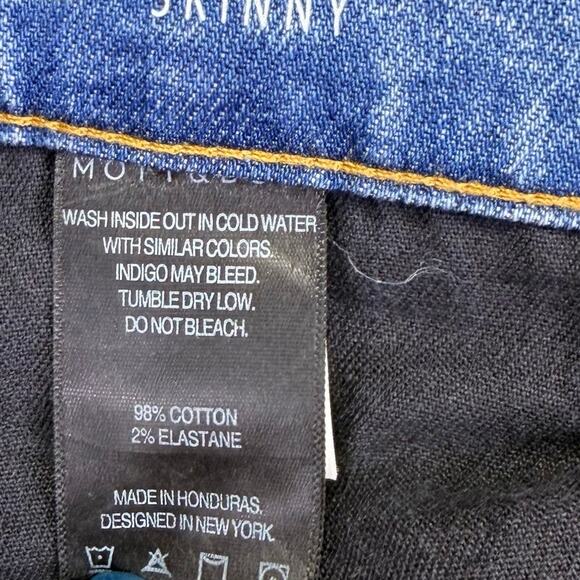 SKINNY
WASH INSIDE OUT IN COLD WATER
WITH SIMILAR COLORS.
INDIGO MAY BLEED.
TUMBLE DRY LOW.
DO NOT BLEACH.
98% COTTON
2% ELASTANE
MADE IN HONDURAS.
DESIGNED IN NEW YORK.